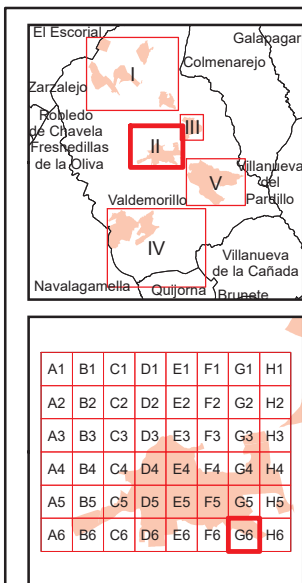 El Escorial
Galapagar
I
Colmenarejo
Zarzalejo
Robledo
de Chavela
III
Fresnedillas
de la Oliva
II
Villanueva
del
Pardillo
V
Valdemorillo
IV
Villanueva
de la Cañada
Navalagamella
Quijorna
Brunete
A1 B1 C1 D1 E1 F1 G1 H1
A2 B2 C2 D2 E2 F2 G2 H2
A3 B3 C3 D3 E3 F3 G3 H3
A4 B4 C4 D4 E4 F4 G4 H4
A5 B5 C5 D5 E5 F5 G5 H5
A6 B6 C6 D6 E6 F6 G6 H6